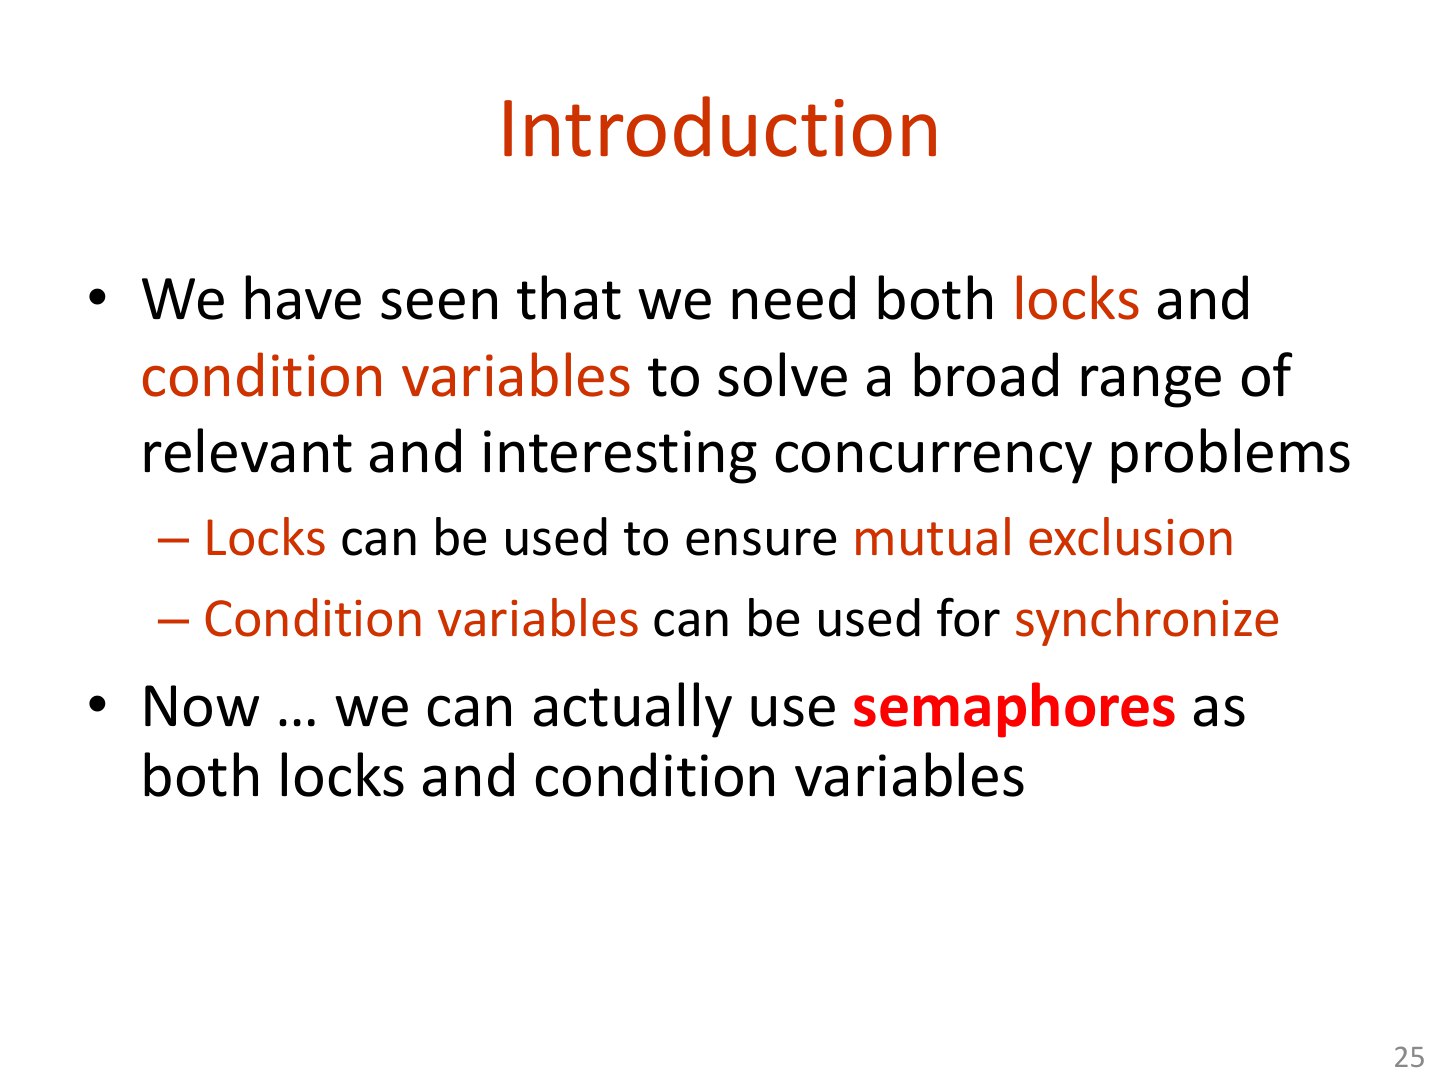 Introduction
• We have seen that we need both locks and
condition variables to solve a broad range of
relevant and interesting concurrency problems
– Locks can be used to ensure mutual exclusion
– Condition variables can be used for synchronize
• Now … we can actually use semaphores as
both locks and condition variables
25